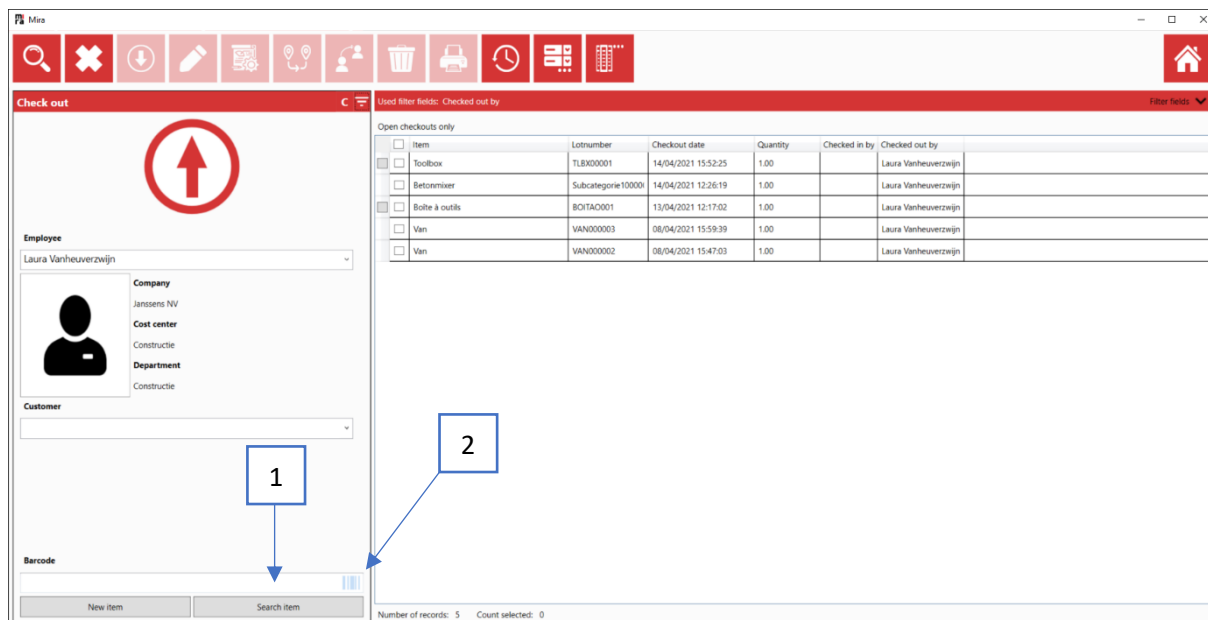 Mira
Check out C
Employee
Laura Vanheuverzwijn
Company
Janssens NV
Cost center
Constructie
Department
Constructie
Customer
1
2
Barcode
New item Search item
Used filter fields: Checked out by Filter fields
Open checkouts only
Item Lotnumber Checkout date Quantity Checked in by Checked out by
Toolbox TLBX00001 14/04/2021 15:52:25 1.00 Laura Vanheuverzwijn
Betonmixer Subcategorie10000 14/04/2021 12:26:19 1.00 Laura Vanheuverzwijn
Boîte à outils BOITAO001 13/04/2021 12:17:02 1.00 Laura Vanheuverzwijn
Van VAN000003 08/04/2021 15:59:39 1.00 Laura Vanheuverzwijn
Van VAN000002 08/04/2021 15:47:03 1.00 Laura Vanheuverzwijn
Number of records: 5 Count selected: 0